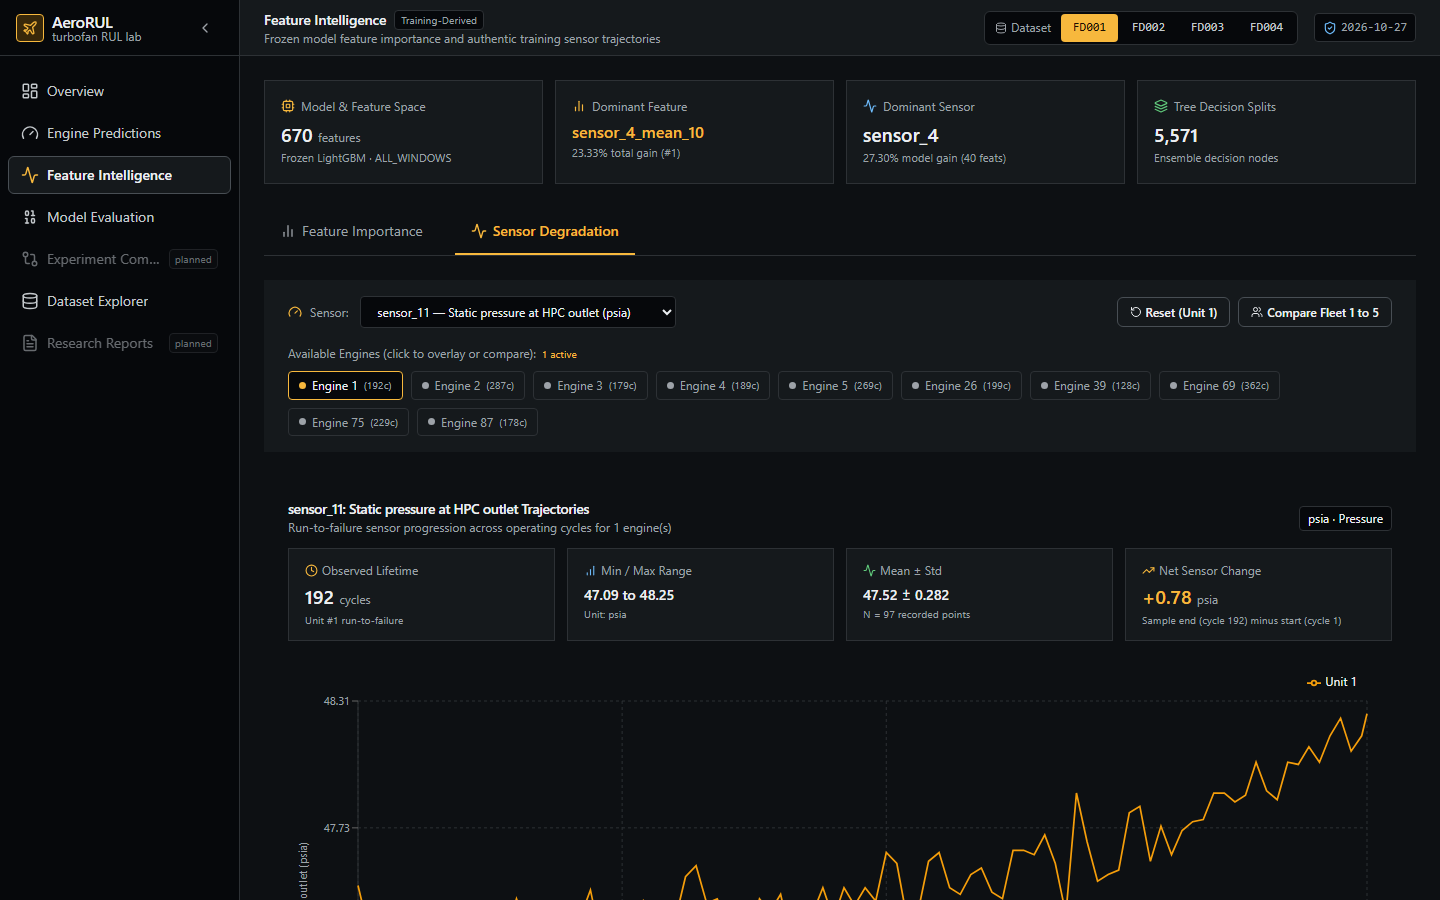 AeroRUL
turbofan RUL lab
Overview
Engine Predictions
Feature Intelligence
Model Evaluation
Experiment Com... planned
Dataset Explorer
Research Reports planned
Feature Intelligence Training-Derived
Frozen model feature importance and authentic training sensor trajectories
Dataset FD001 FD002 FD003 FD004 2026-10-27
Model & Feature Space
670 features
Frozen LightGBM · ALL_WINDOWS
Dominant Feature
sensor_4_mean_10
23.33% total gain (#1)
Dominant Sensor
sensor_4
27.30% model gain (40 feats)
Tree Decision Splits
5,571
Ensemble decision nodes
Feature Importance Sensor Degradation
Sensor: sensor_11 — Static pressure at HPC outlet (psia) Reset (Unit 1) Compare Fleet 1 to 5
Available Engines (click to overlay or compare): 1 active
Engine 1 (192c) Engine 2 (287c) Engine 3 (179c) Engine 4 (189c) Engine 5 (269c) Engine 26 (199c) Engine 39 (128c) Engine 69 (362c)
Engine 75 (229c) Engine 87 (178c)
sensor_11: Static pressure at HPC outlet Trajectories
Run-to-failure sensor progression across operating cycles for 1 engine(s)
psia · Pressure
Observed Lifetime
192 cycles
Unit #1 run-to-failure
Min / Max Range
47.09 to 48.25
Unit: psia
Mean ± Std
47.52 ± 0.282
N = 97 recorded points
Net Sensor Change
+0.78 psia
Sample end (cycle 192) minus start (cycle 1)
Unit 1
48.31
47.73
outlet (psia)